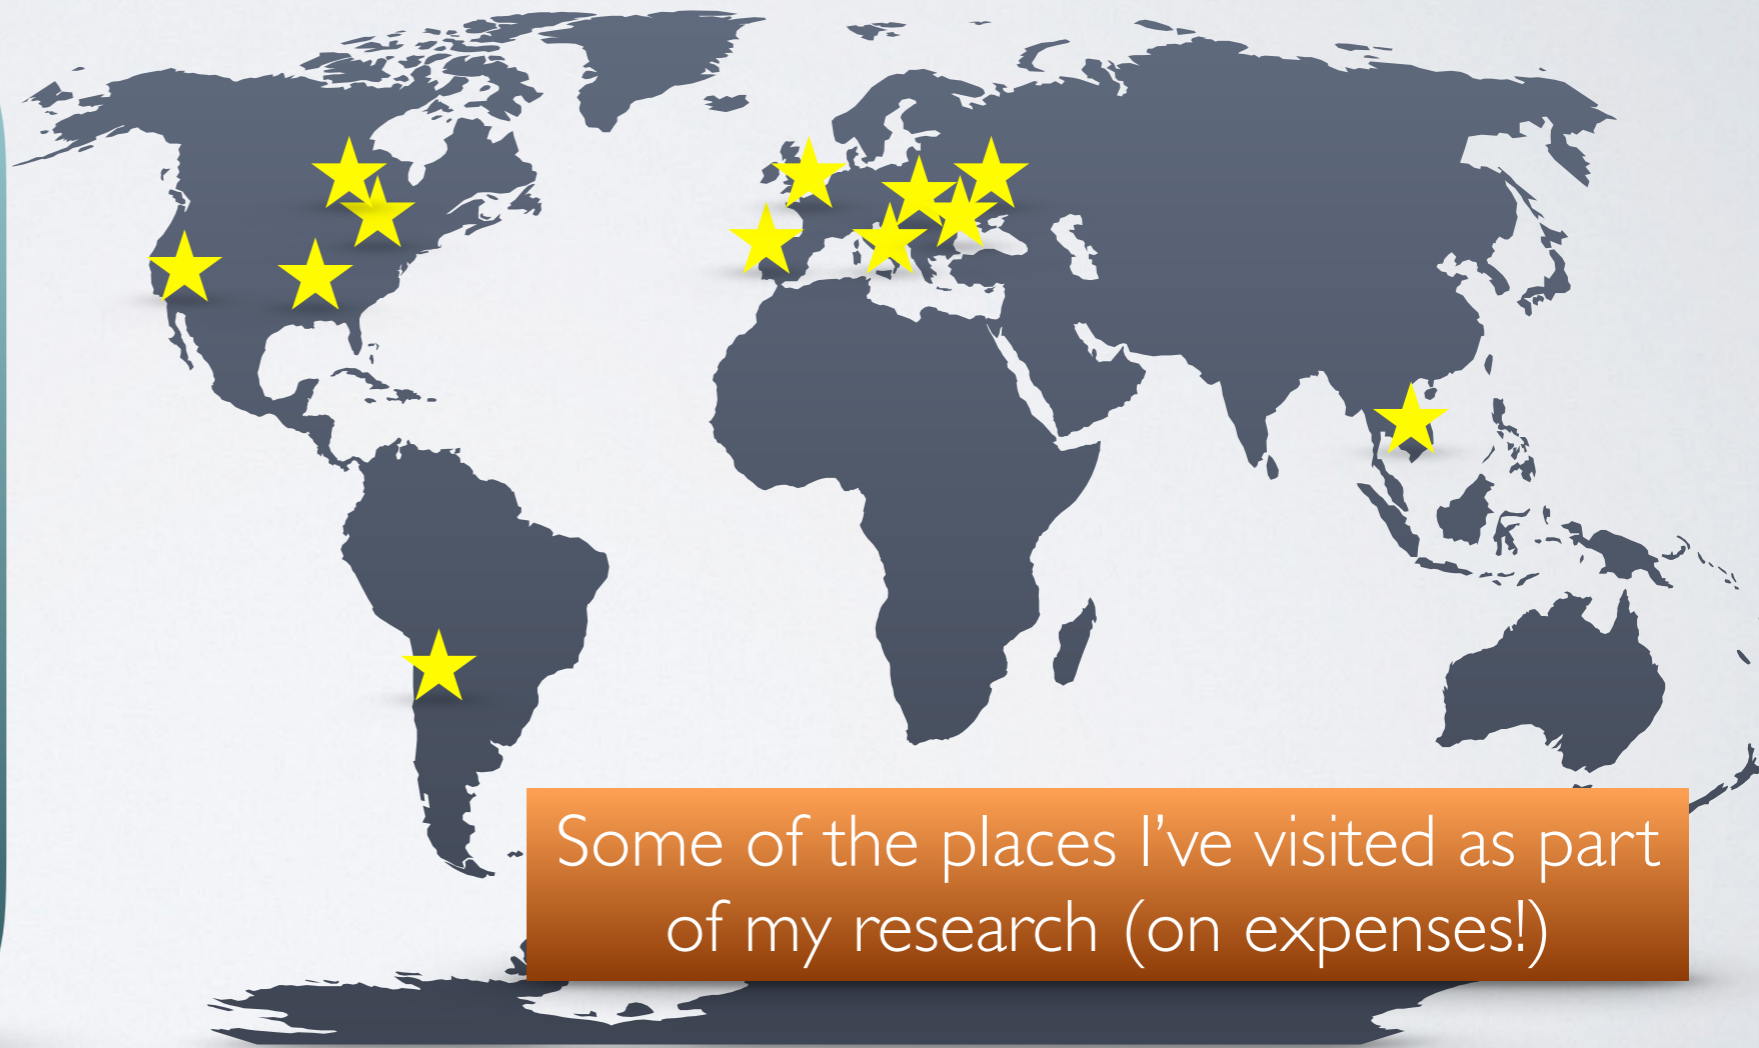 Some of the places I've visited as part
of my research (on expenses!)